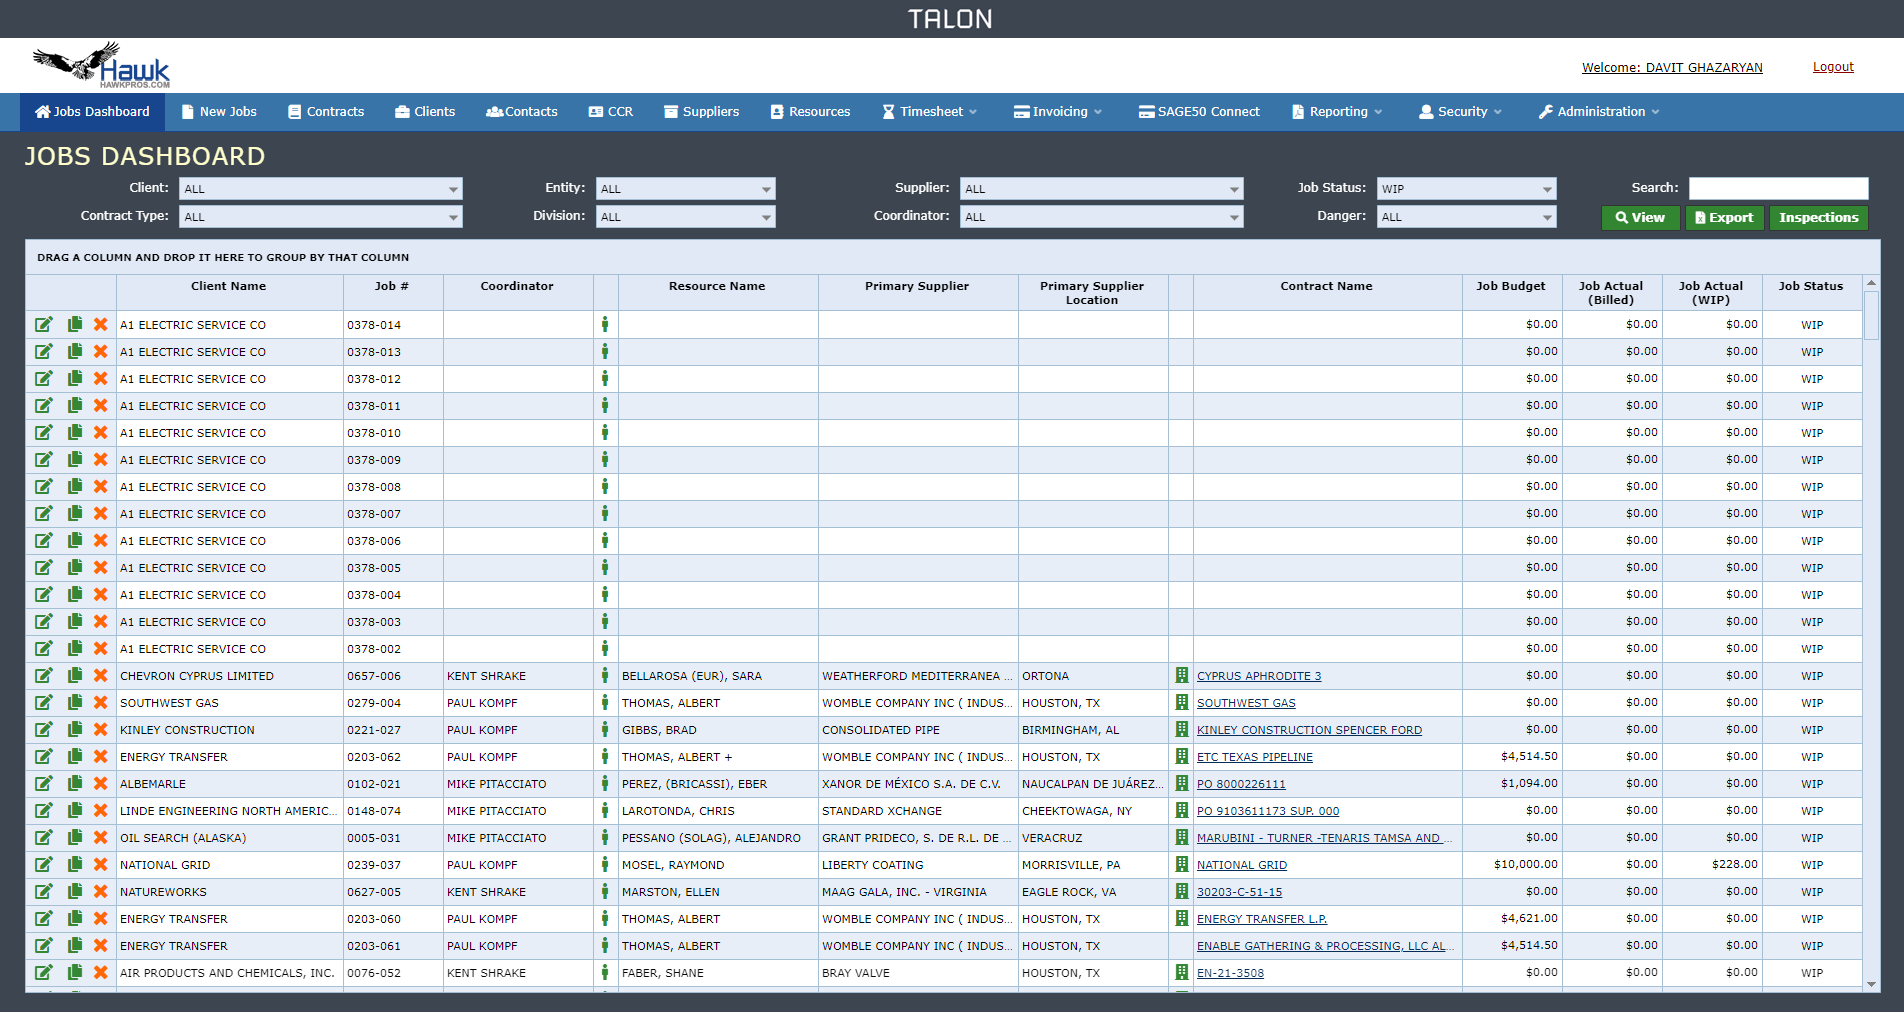 TALON
Hawk
HAWKPROS.COM
Welcome: DAVIT GHAZARYAN Logout
Jobs Dashboard New Jobs Contracts Clients Contacts CCR Suppliers Resources Timesheet Invoicing SAGE50 Connect Reporting Security Administration
JOBS DASHBOARD
Client: ALL Entity: ALL Supplier: ALL Job Status: WIP Search:
Contract Type: ALL Division: ALL Coordinator: ALL Danger: ALL View Export Inspections
DRAG A COLUMN AND DROP IT HERE TO GROUP BY THAT COLUMN
Client Name Job # Coordinator Resource Name Primary Supplier Primary Supplier Location Contract Name Job Budget Job Actual (Billed) Job Actual (WIP) Job Status
A1 ELECTRIC SERVICE CO 0378-014 $0.00 $0.00 $0.00 WIP
A1 ELECTRIC SERVICE CO 0378-013 $0.00 $0.00 $0.00 WIP
A1 ELECTRIC SERVICE CO 0378-012 $0.00 $0.00 $0.00 WIP
A1 ELECTRIC SERVICE CO 0378-011 $0.00 $0.00 $0.00 WIP
A1 ELECTRIC SERVICE CO 0378-010 $0.00 $0.00 $0.00 WIP
A1 ELECTRIC SERVICE CO 0378-009 $0.00 $0.00 $0.00 WIP
A1 ELECTRIC SERVICE CO 0378-008 $0.00 $0.00 $0.00 WIP
A1 ELECTRIC SERVICE CO 0378-007 $0.00 $0.00 $0.00 WIP
A1 ELECTRIC SERVICE CO 0378-006 $0.00 $0.00 $0.00 WIP
A1 ELECTRIC SERVICE CO 0378-005 $0.00 $0.00 $0.00 WIP
A1 ELECTRIC SERVICE CO 0378-004 $0.00 $0.00 $0.00 WIP
A1 ELECTRIC SERVICE CO 0378-003 $0.00 $0.00 $0.00 WIP
A1 ELECTRIC SERVICE CO 0378-002 $0.00 $0.00 $0.00 WIP
CHEVRON CYPRUS LIMITED 0657-006 KENT SHRAKE BELLAROSA (EUR), SARA WEATHERFORD MEDITERRANEA ... ORTONA CYPRUS APHRODITE 3 $0.00 $0.00 $0.00 WIP
SOUTHWEST GAS 0279-004 PAUL KOMPF THOMAS, ALBERT WOMBLE COMPANY INC ( INDUS... HOUSTON, TX SOUTHWEST GAS $0.00 $0.00 $0.00 WIP
KINLEY CONSTRUCTION 0221-027 PAUL KOMPF GIBBS, BRAD CONSOLIDATED PIPE BIRMINGHAM, AL KINLEY CONSTRUCTION SPENCER FORD $0.00 $0.00 $0.00 WIP
ENERGY TRANSFER 0203-062 PAUL KOMPF THOMAS, ALBERT + WOMBLE COMPANY INC ( INDUS... HOUSTON, TX ETC TEXAS PIPELINE $4,514.50 $0.00 $0.00 WIP
ALBEMARLE 0102-021 MIKE PITACCIATO PEREZ, (BRICASSI), EBER XANOR DE MÉXICO S.A. DE C.V. NAUCALPAN DE JUÁREZ... PO 8000226111 $1,094.00 $0.00 $0.00 WIP
LINDE ENGINEERING NORTH AMERIC... 0148-074 MIKE PITACCIATO LAROTONDA, CHRIS STANDARD XCHANGE CHEEKTOWAGA, NY PO 9103611173 SUP. 000 $0.00 $0.00 $0.00 WIP
OIL SEARCH (ALASKA) 0005-031 MIKE PITACCIATO PESSANO (SOLAG), ALEJANDRO GRANT PRIDECO, S. DE R.L. DE ... VERACRUZ MARUBINI - TURNER -TENARIS TAMSA AND ... $0.00 $0.00 $0.00 WIP
NATIONAL GRID 0239-037 PAUL KOMPF MOSEL, RAYMOND LIBERTY COATING MORRISVILLE, PA NATIONAL GRID $10,000.00 $0.00 $228.00 WIP
NATUREWORKS 0627-005 KENT SHRAKE MARSTON, ELLEN MAAG GALA, INC. - VIRGINIA EAGLE ROCK, VA 30203-C-51-15 $0.00 $0.00 $0.00 WIP
ENERGY TRANSFER 0203-060 PAUL KOMPF THOMAS, ALBERT WOMBLE COMPANY INC ( INDUS... HOUSTON, TX ENERGY TRANSFER L.P. $4,621.00 $0.00 $0.00 WIP
ENERGY TRANSFER 0203-061 PAUL KOMPF THOMAS, ALBERT WOMBLE COMPANY INC ( INDUS... HOUSTON, TX ENABLE GATHERING & PROCESSING, LLC AL... $4,514.50 $0.00 $0.00 WIP
AIR PRODUCTS AND CHEMICALS, INC. 0076-052 KENT SHRAKE FABER, SHANE BRAY VALVE HOUSTON, TX EN-21-3508 $0.00 $0.00 $0.00 WIP